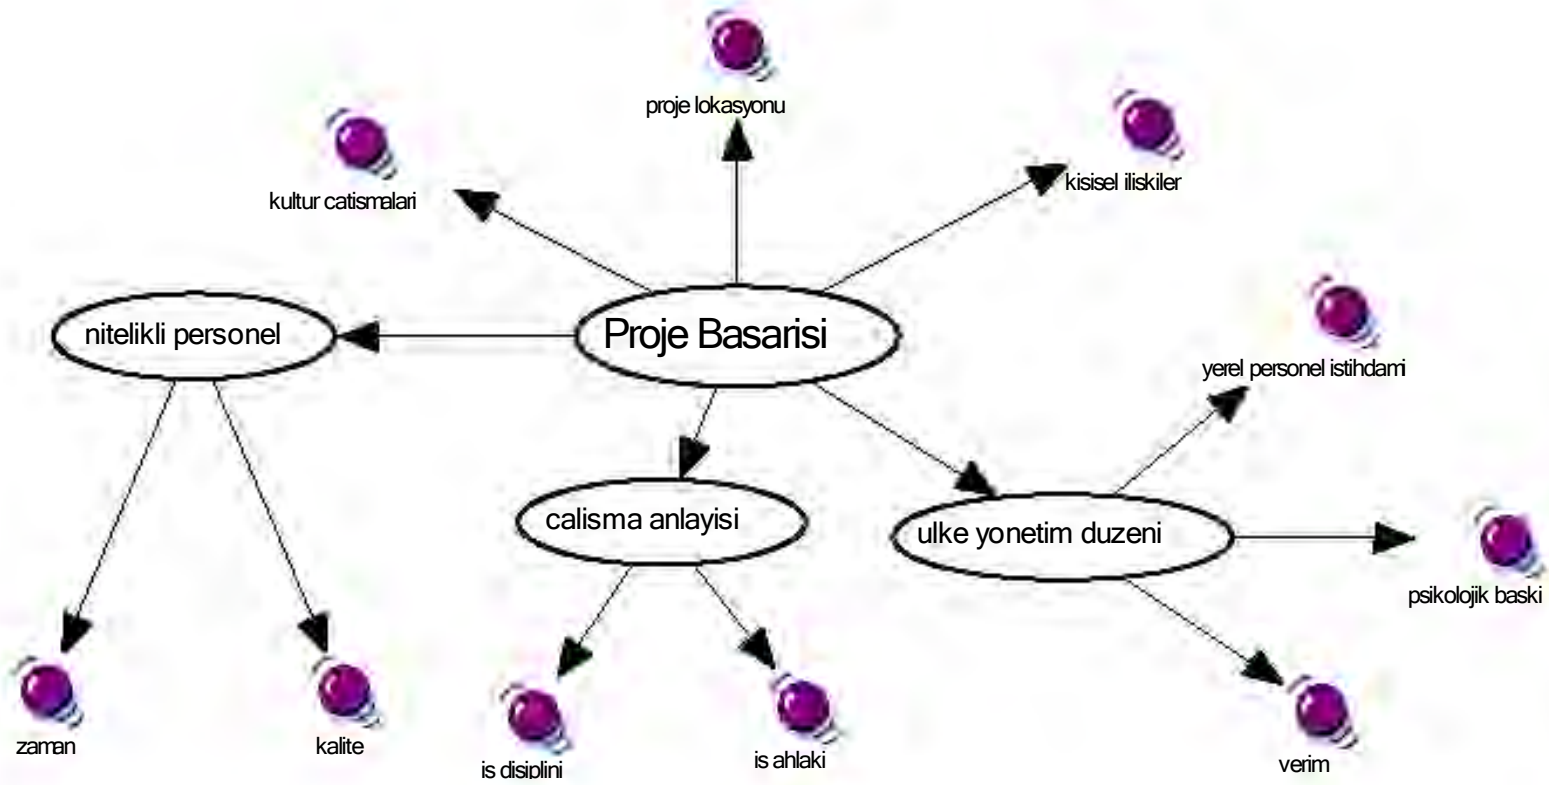 proje lokasyonu
kisisel iliskiler
kultur catismalari
nitelikli personel
Proje Basarisi
yerel personel istihdami
calisma anlayisi
ulke yonetim duzeni
psikolojik baski
zaman
kalite
is disiplini
is ahlaki
verim